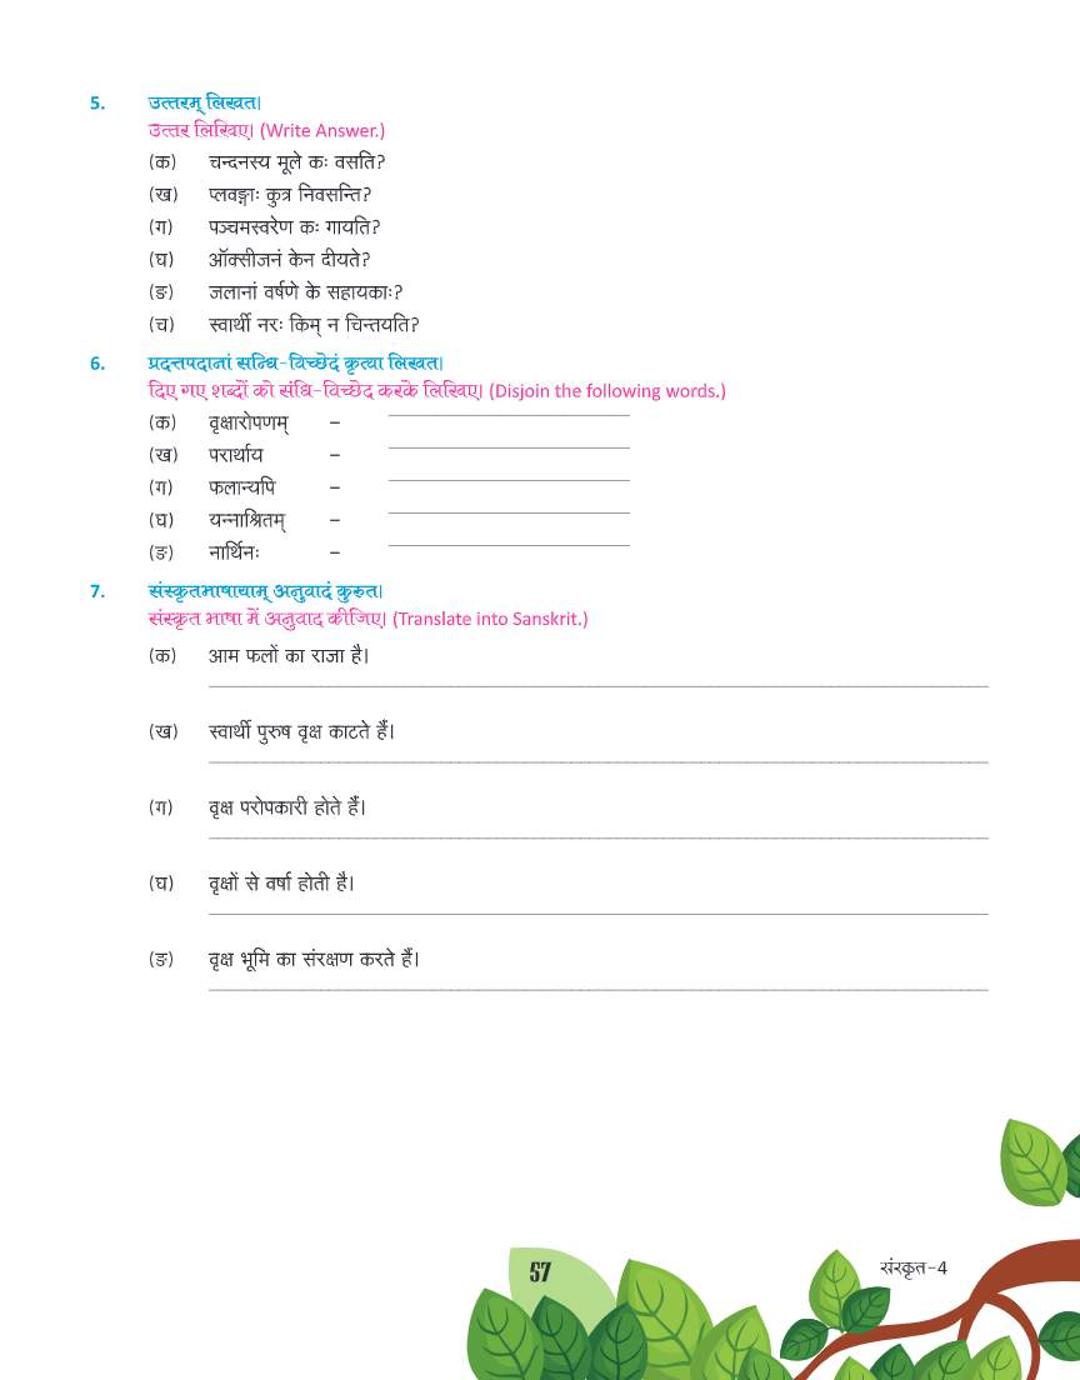 5. उत्तरम् लिखत।
उत्तर लिखिए। (Write Answer.)
(क) चन्दनस्य मूले कः वसति?
(ख) प्लवङ्गाः कुत्र निवसन्ति?
(ग) पञ्चमस्वरेण कः गायति?
(घ) ऑक्सीजनं केन दीयते?
(ङ) जलानां वर्षणे के सहायकाः?
(च) स्वार्थी नरः किम् न चिन्तयति?
6. प्रदत्तपदानां सन्धि-विच्छेदं कृत्वा लिखत।
दिए गए शब्दों को संधि-विच्छेद करके लिखिए। (Disjoin the following words.)
(क) वृक्षारोपणम् –
(ख) परार्थाय –
(ग) फलान्यपि –
(घ) यन्नाश्रितम् –
(ङ) नार्थिनः –
7. संस्कृतभाषायाम् अनुवादं कुरुत।
संस्कृत भाषा में अनुवाद कीजिए। (Translate into Sanskrit.)
(क) आम फलों का राजा है।
(ख) स्वार्थी पुरुष वृक्ष काटते हैं।
(ग) वृक्ष परोपकारी होते हैं।
(घ) वृक्षों से वर्षा होती है।
(ङ) वृक्ष भूमि का संरक्षण करते हैं।
57
संस्कृत-4